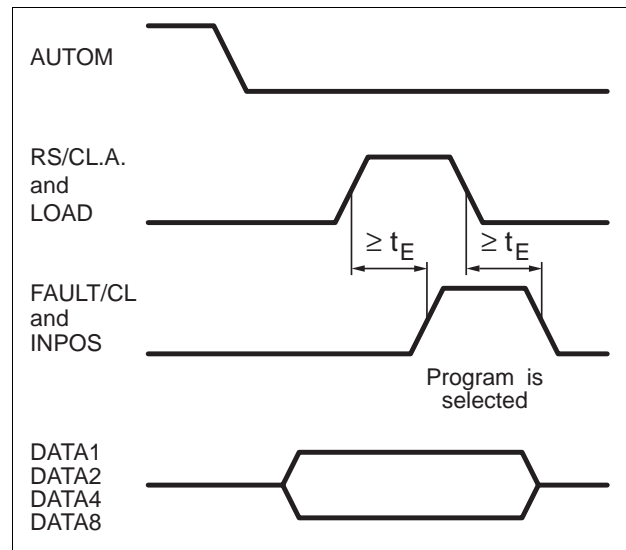 AUTOM
RS/CL.A.
and
LOAD
≥ tE
≥ tE
FAULT/CL
and
INPOS
Program is
selected
DATA1
DATA2
DATA4
DATA8